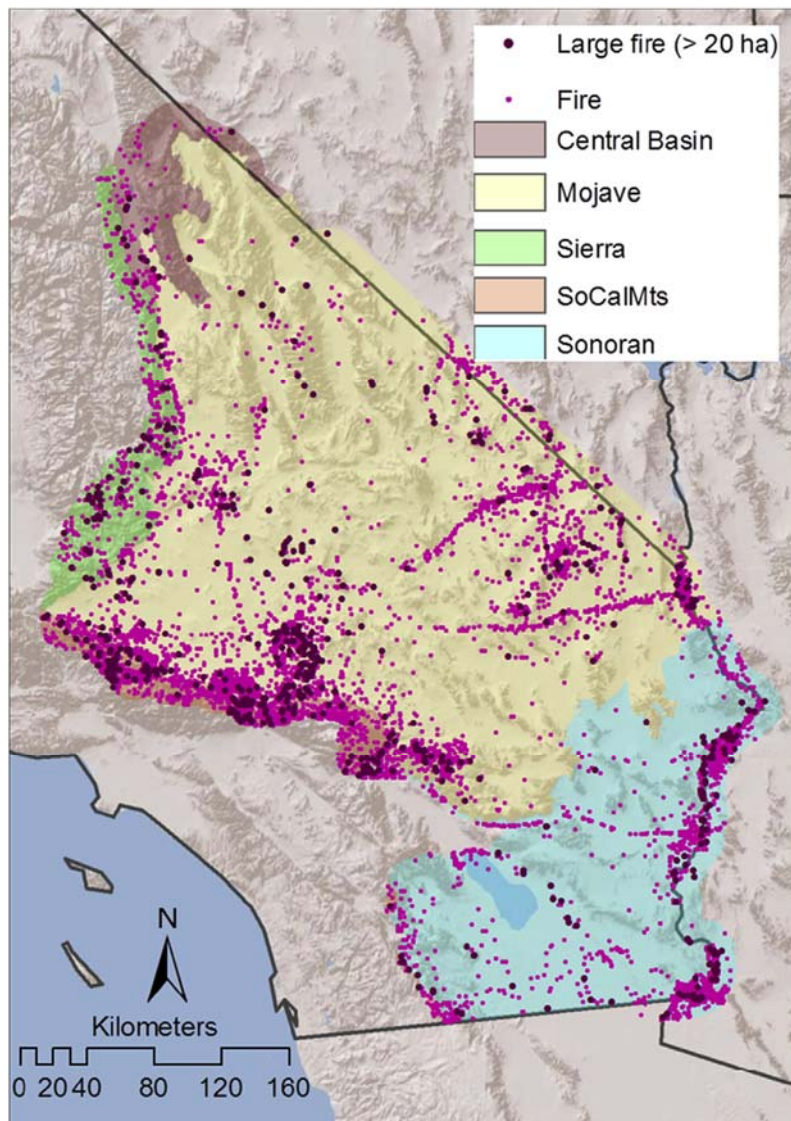 Large fire (> 20 ha)
Fire
Central Basin
Mojave
Sierra
SoCalMts
Sonoran
N
Kilometers
0 20 40 80 120 160